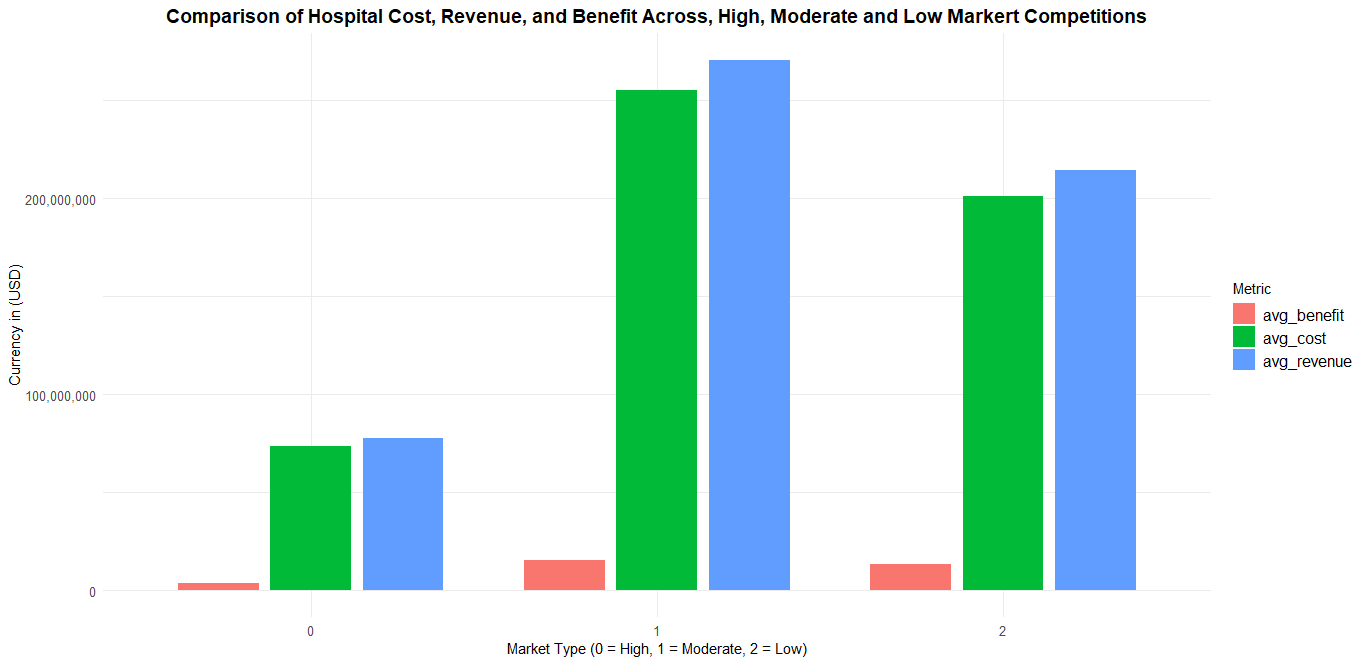 Comparison of Hospital Cost, Revenue, and Benefit Across, High, Moderate and Low Markert Competitions
Currency in (USD)
200,000,000
100,000,000
0
0
1
2
Market Type (0 = High, 1 = Moderate, 2 = Low)
Metric
avg_benefit
avg_cost
avg_revenue